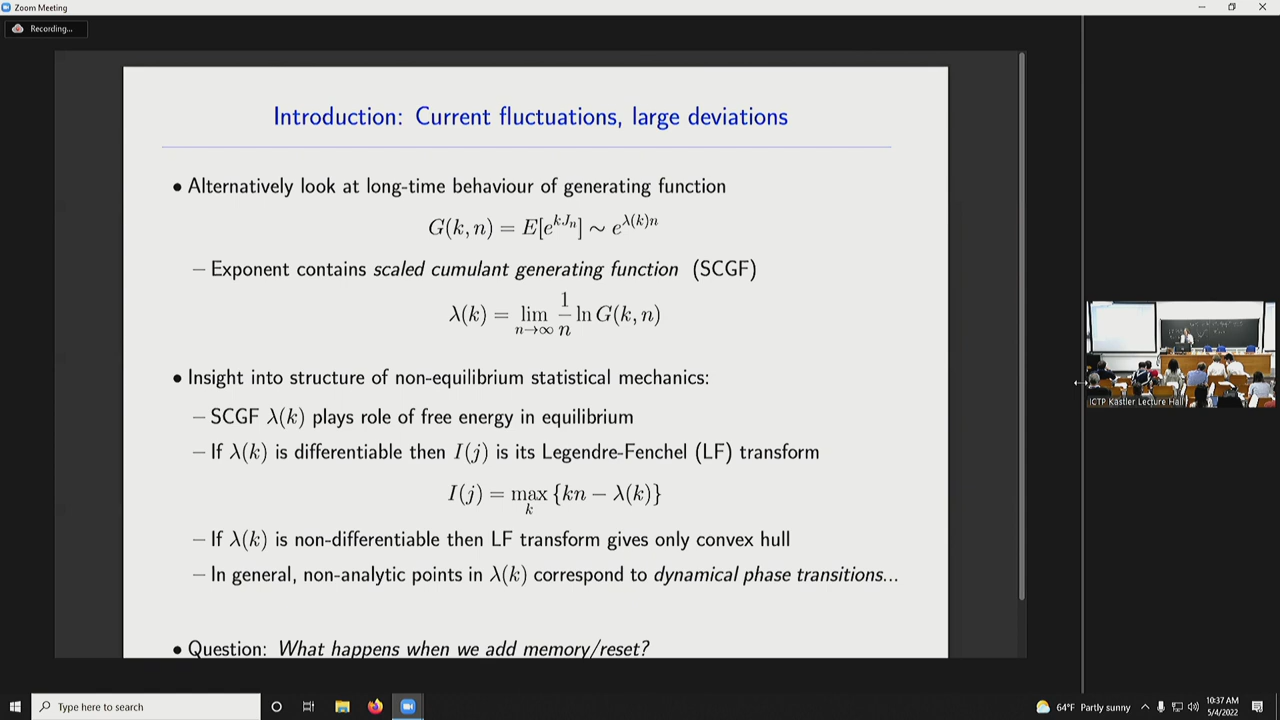 Zoom Meeting
Recording...
Introduction: Current fluctuations, large deviations
• Alternatively look at long-time behaviour of generating function
G(k, n) = E[e^{kJ_n}] ∼ e^{λ(k)n}
– Exponent contains scaled cumulant generating function (SCGF)
λ(k) = lim_{n→∞} 1/n ln G(k, n)
• Insight into structure of non-equilibrium statistical mechanics:
– SCGF λ(k) plays role of free energy in equilibrium
– If λ(k) is differentiable then I(j) is its Legendre-Fenchel (LF) transform
I(j) = max_k {kn − λ(k)}
– If λ(k) is non-differentiable then LF transform gives only convex hull
– In general, non-analytic points in λ(k) correspond to dynamical phase transitions...
• Question: What happens when we add memory/reset?
ICTP Kastler Lecture Hall
Type here to search
64°F Partly sunny
10:37 AM
5/4/2022